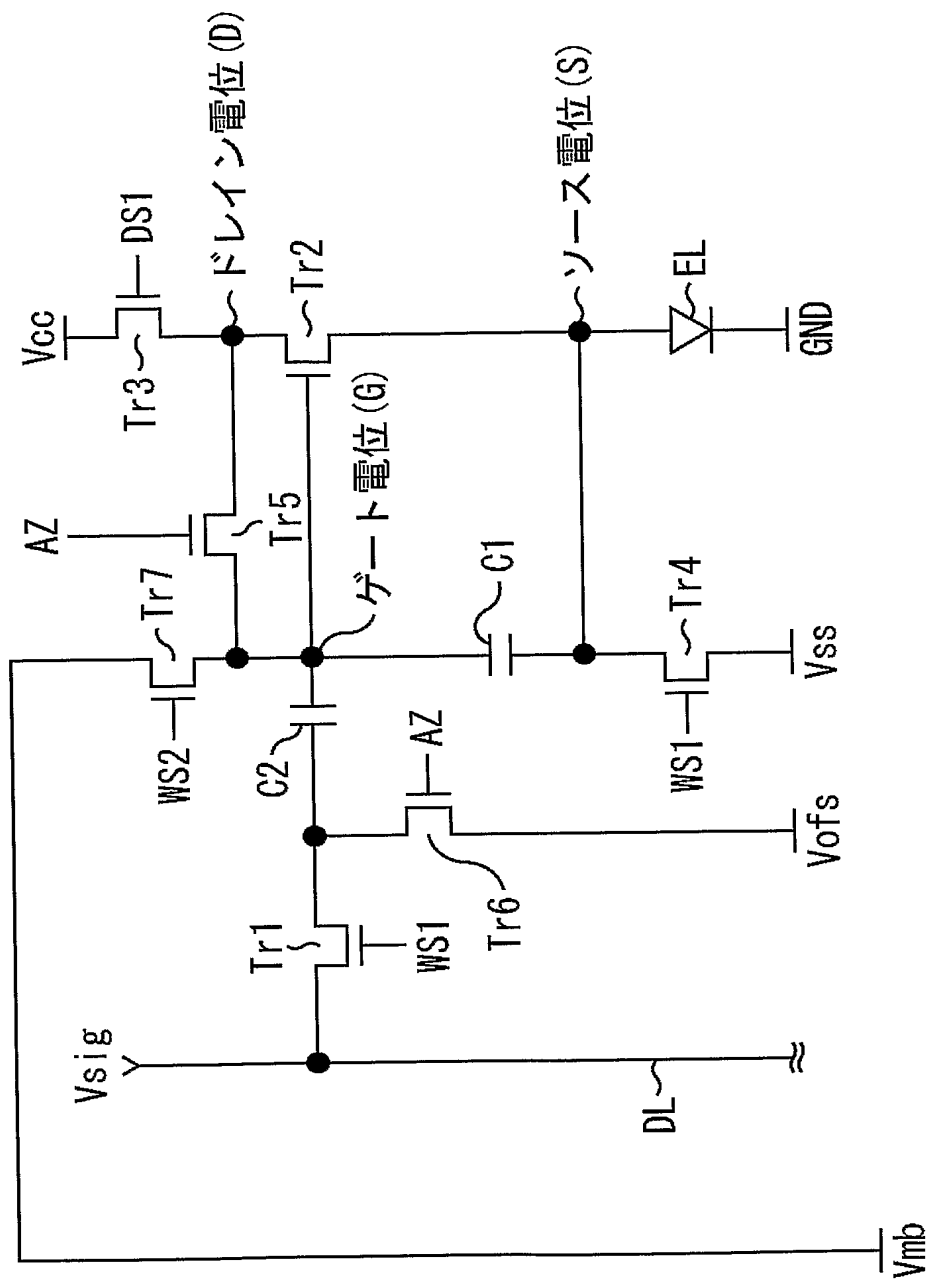 Vcc
DS1
Tr3
ドレイン電位(D)
AZ
Tr5
Tr2
Tr7
WS2
ゲート電位(G)
C2
C1
ソース電位(S)
EL
GND
AZ
Tr4
WS1
Vss
Tr6
Vofs
Tr1
WS1
Vsig
DL
Vmb